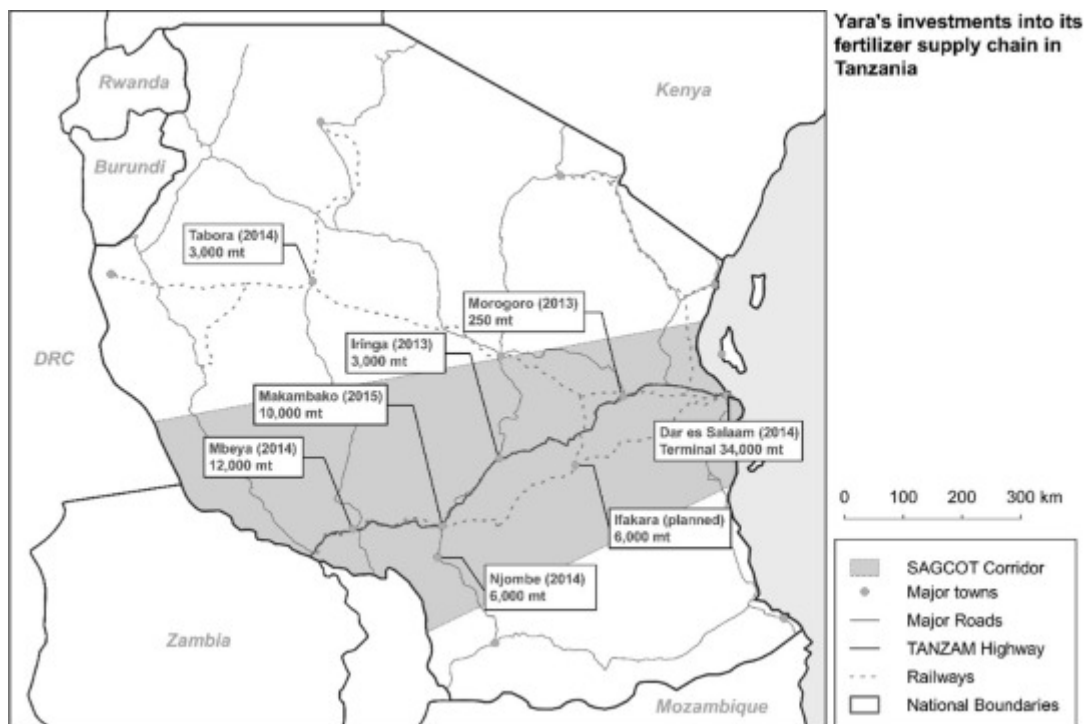 Yara's investments into its
fertilizer supply chain in
Tanzania
Rwanda
Kenya
Burundi
Tabora (2014)
3,000 mt
Morogoro (2013)
250 mt
Iringa (2013)
3,000 mt
DRC
Makambako (2015)
10,000 mt
Mbeya (2014)
12,000 mt
Dar es Salaam (2014)
Terminal 34,000 mt
Ifakara (planned)
6,000 mt
Njombe (2014)
6,000 mt
Zambia
Mozambique
0 100 200 300 km
SAGCOT Corridor
Major towns
Major Roads
TANZAM Highway
Railways
National Boundaries